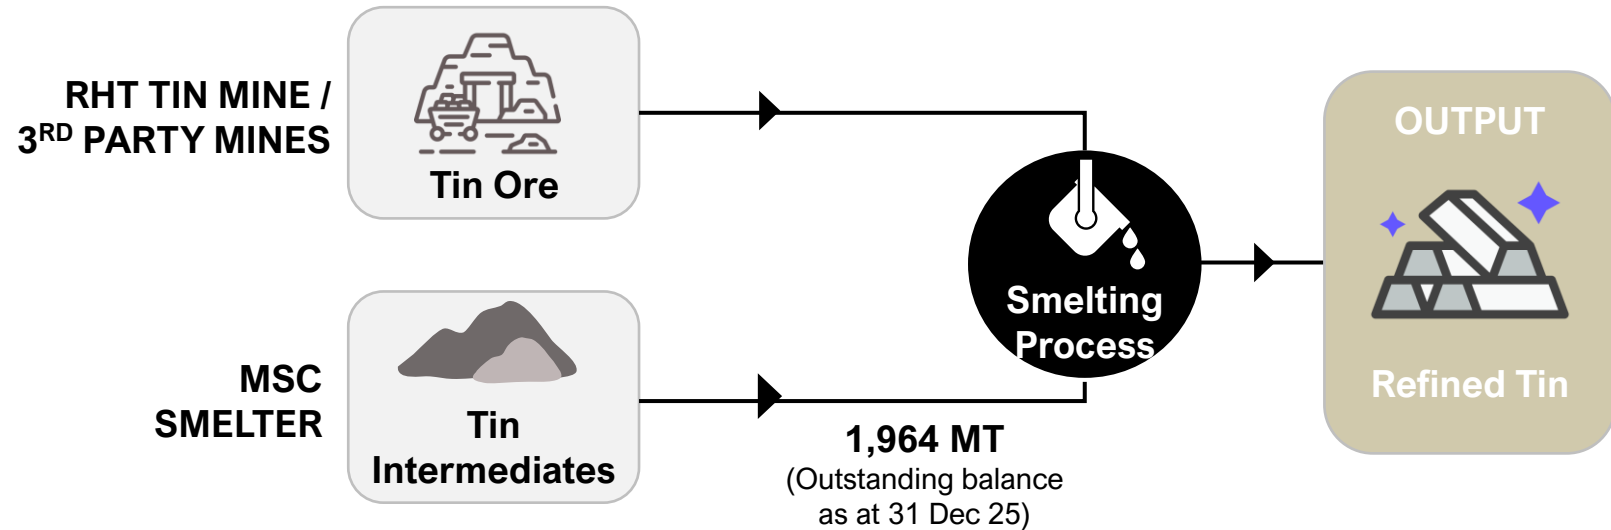 RHT TIN MINE /
3RD PARTY MINES
Tin Ore
MSC
SMELTER
Tin
Intermediates
1,964 MT
(Outstanding balance
as at 31 Dec 25)
Smelting
Process
OUTPUT
Refined Tin